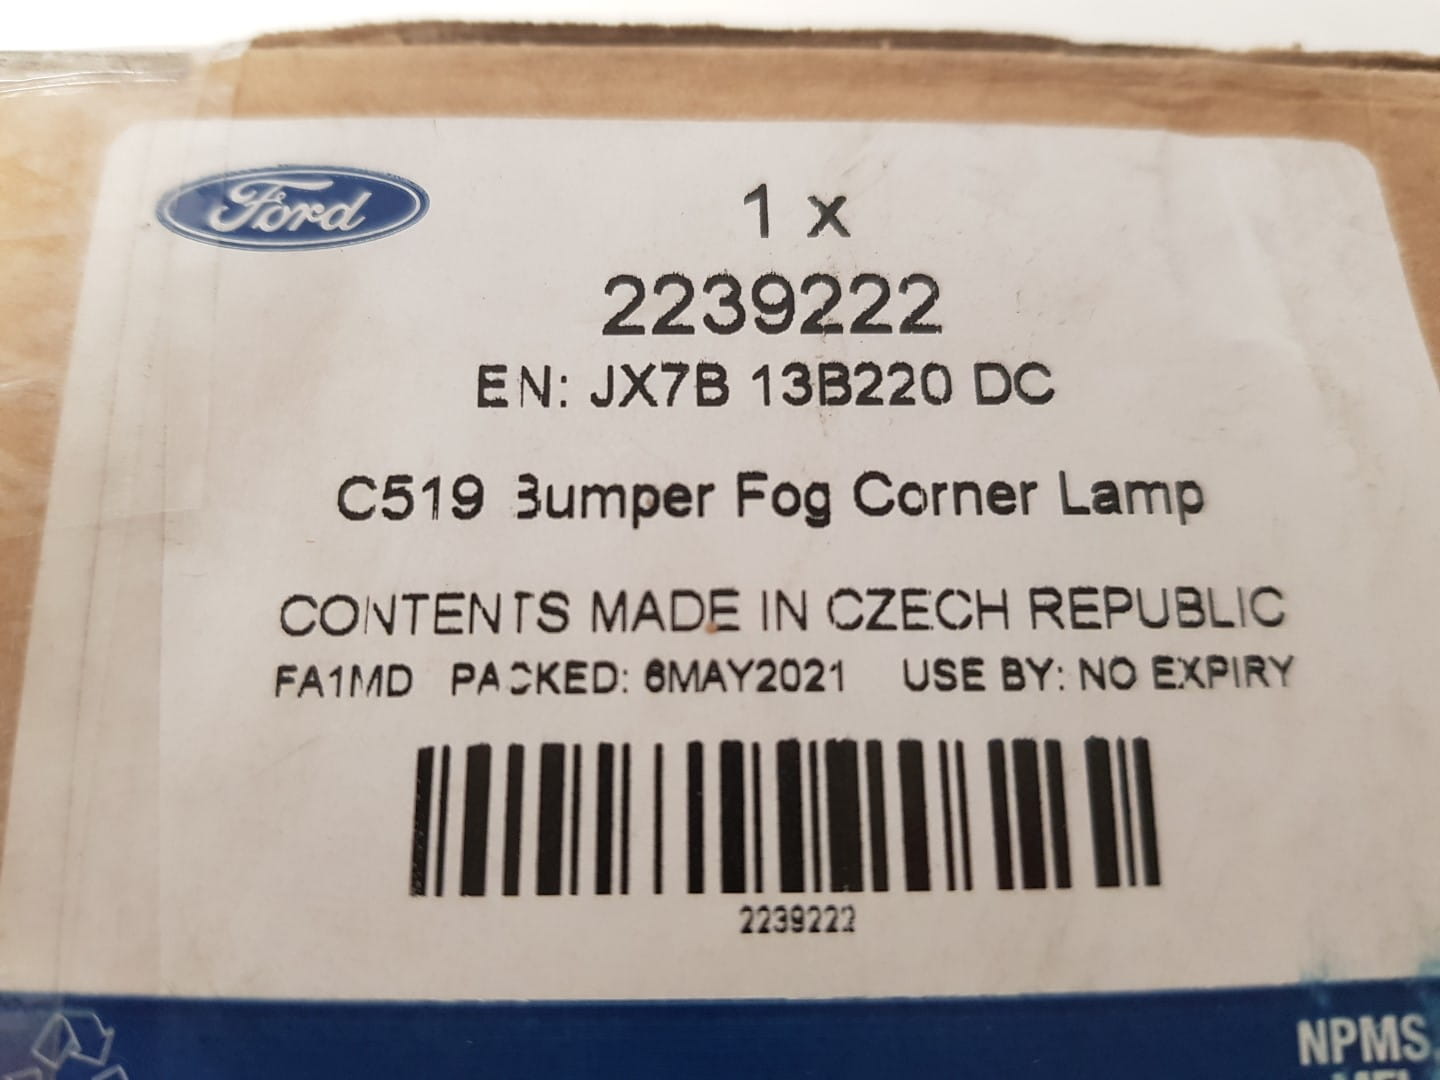 Ford
1 x
2239222
EN: JX7B 13B220 DC
C519 Bumper Fog Corner Lamp
CONTENTS MADE IN CZECH REPUBLIC
FA1MD PACKED: 6MAY2021 USE BY: NO EXPIRY
2239222
NPMS